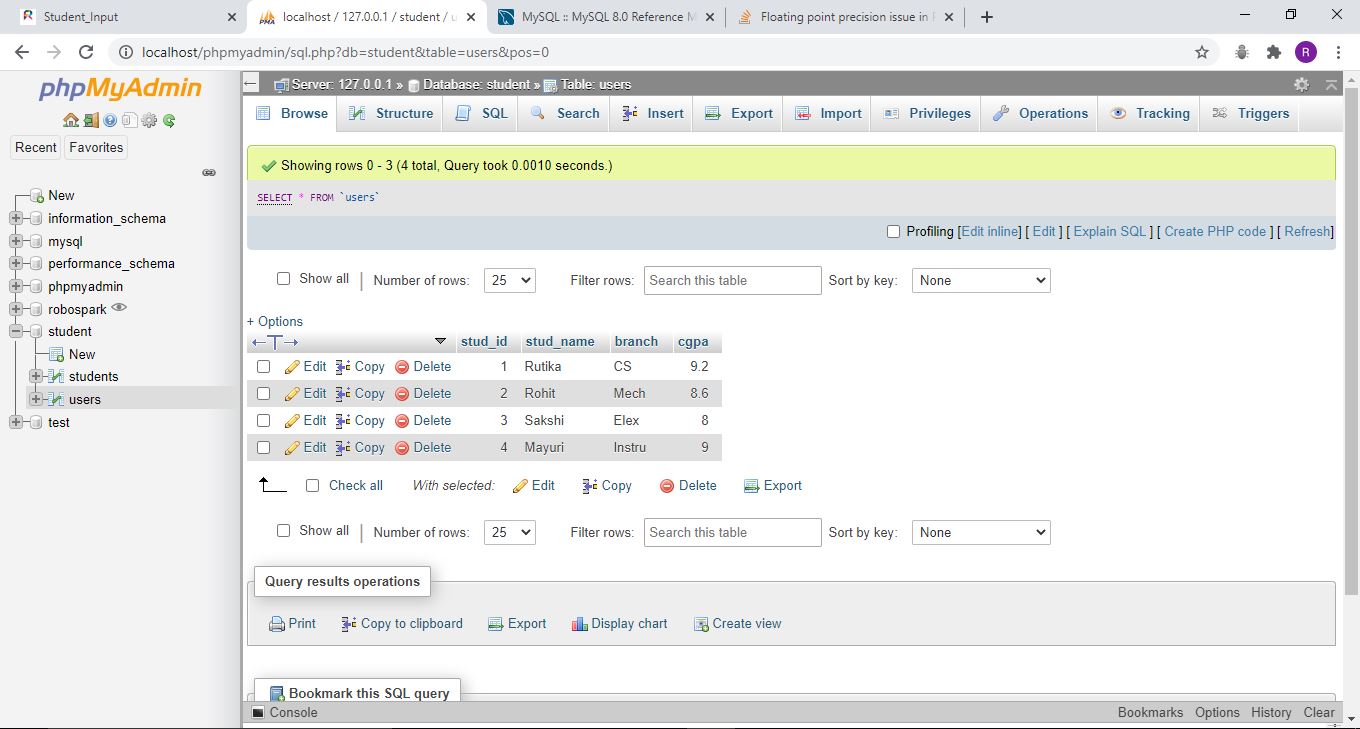 Student_Input
localhost / 127.0.0.1 / student / u
MySQL :: MySQL 8.0 Reference M
Floating point precision issue in
localhost/phpmyadmin/sql.php?db=student&table=users&pos=0
R
phpMyAdmin
Recent Favorites
New
information_schema
mysql
performance_schema
phpmyadmin
robospark
student
New
students
users
test
Server: 127.0.0.1 » Database: student » Table: users
Browse Structure SQL Search Insert Export Import Privileges Operations Tracking Triggers
Showing rows 0 - 3 (4 total, Query took 0.0010 seconds.)
SELECT * FROM `users`
Profiling [Edit inline] [ Edit ] [ Explain SQL ] [ Create PHP code ] [ Refresh]
Show all | Number of rows: 25 Filter rows: Search this table Sort by key: None
+ Options
←T→ stud_id stud_name branch cgpa
Edit Copy Delete 1 Rutika CS 9.2
Edit Copy Delete 2 Rohit Mech 8.6
Edit Copy Delete 3 Sakshi Elex 8
Edit Copy Delete 4 Mayuri Instru 9
Check all With selected: Edit Copy Delete Export
Show all | Number of rows: 25 Filter rows: Search this table Sort by key: None
Query results operations
Print Copy to clipboard Export Display chart Create view
Bookmark this SQL query
Console Bookmarks Options History Clear